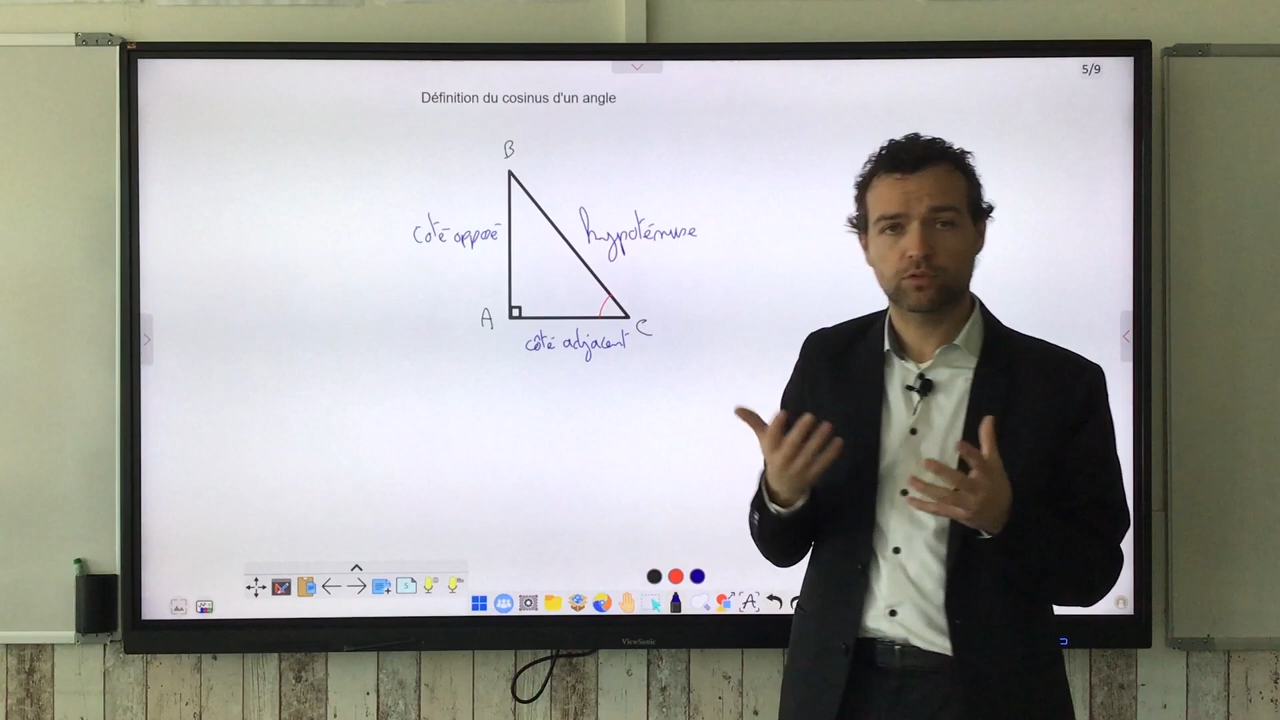 5/9
Définition du cosinus d'un angle
B
Côté opposé
hypoténuse
A
C
côté adjacent
ViewSonic